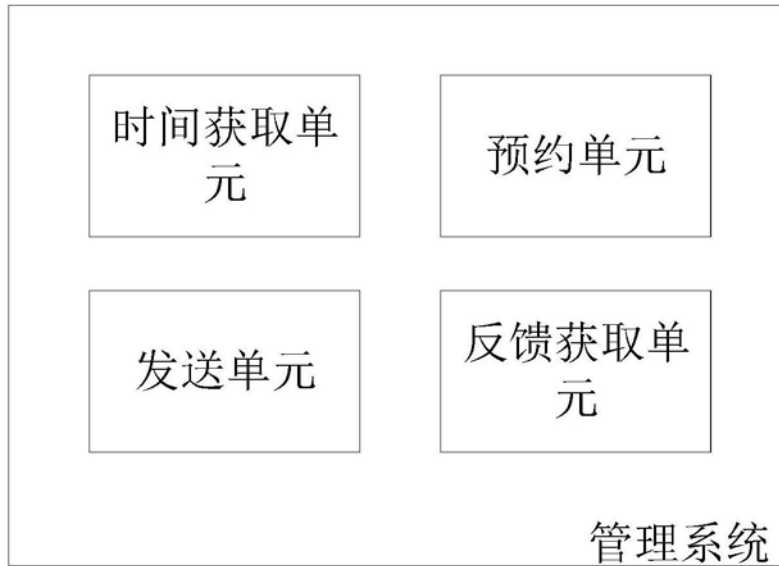 时间获取单
元
预约单元
发送单元
反馈获取单
元
管理系统